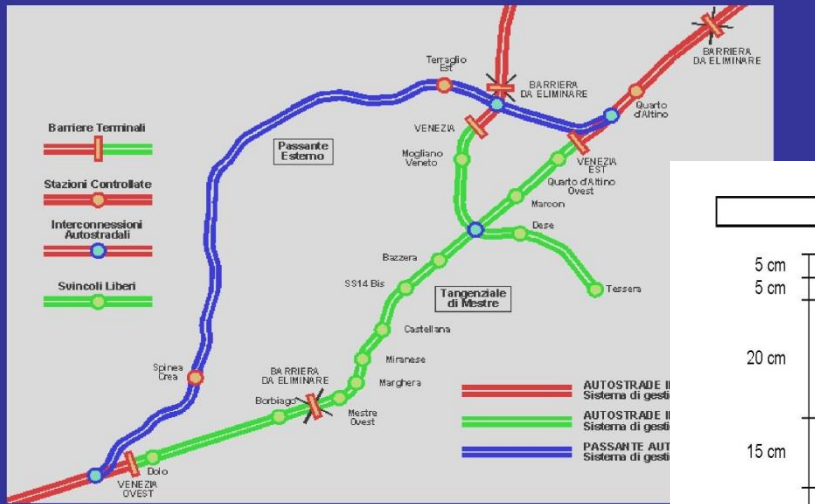 BARRIERA
DA ELIMINARE
Terraglio
Est
BARRIERA
DA ELIMINARE
Quarto
d'Altino
Barriere Terminali
VENEZIA
Passante
Esterno
Mogliano
Veneto
VENEZIA
EST
Quarto d'Altino
Ovest
Stazioni Controllate
Marcon
Interconnessioni
Autostradali
Dese
Bazzera
SS14 Bis
Tangenziale
di Mestre
Tessera
Svincoli Liberi
Castellana
Miranese
Spinea
Crea
BARRIERA
DA ELIMINARE
Marghera
Borbiago
Mestre
Ovest
AUTOSTRADE
Sistema di gesti
AUTOSTRADE
Sistema di gesti
PASSANTE AUT
Sistema di gesti
Dolo
VENEZIA
OVEST
5 cm
5 cm
20 cm
15 cm